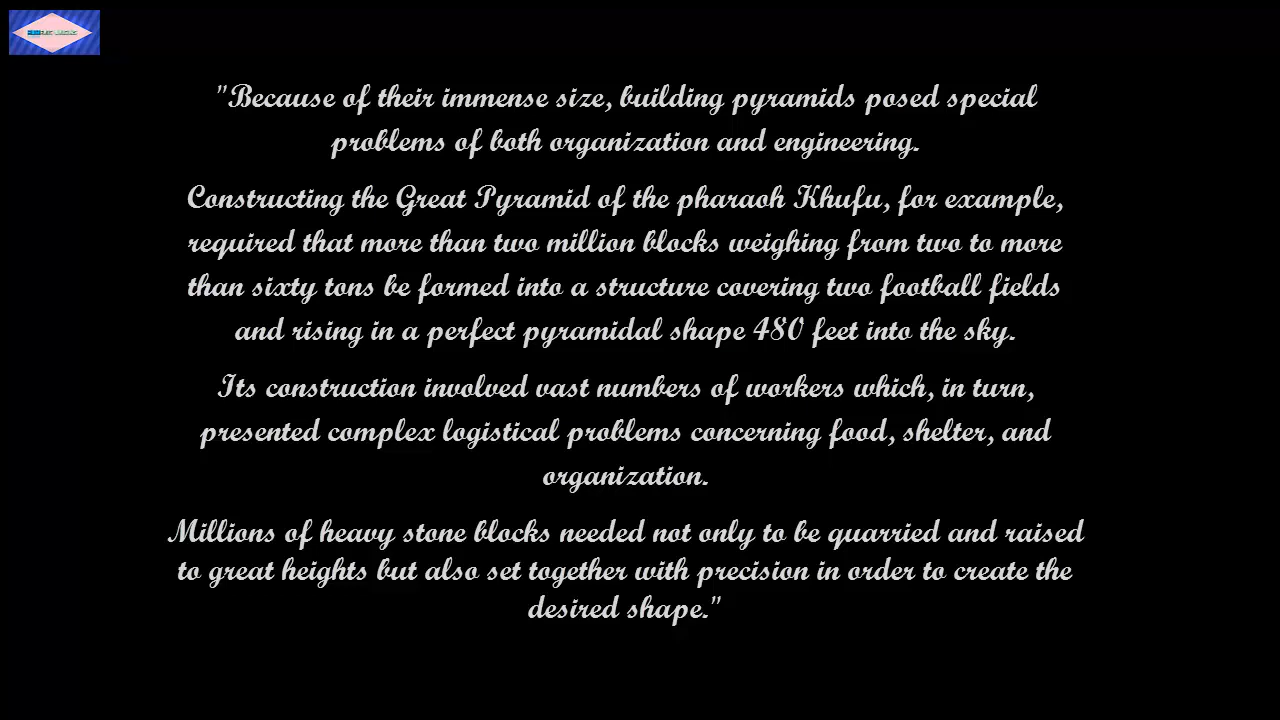 "Because of their immense size, building pyramids posed special
problems of both organization and engineering.
Constructing the Great Pyramid of the pharaoh Khufu, for example,
required that more than two million blocks weighing from two to more
than sixty tons be formed into a structure covering two football fields
and rising in a perfect pyramidal shape 480 feet into the sky.
Its construction involved vast numbers of workers which, in turn,
presented complex logistical problems concerning food, shelter, and
organization.
Millions of heavy stone blocks needed not only to be quarried and raised
to great heights but also set together with precision in order to create the
desired shape."